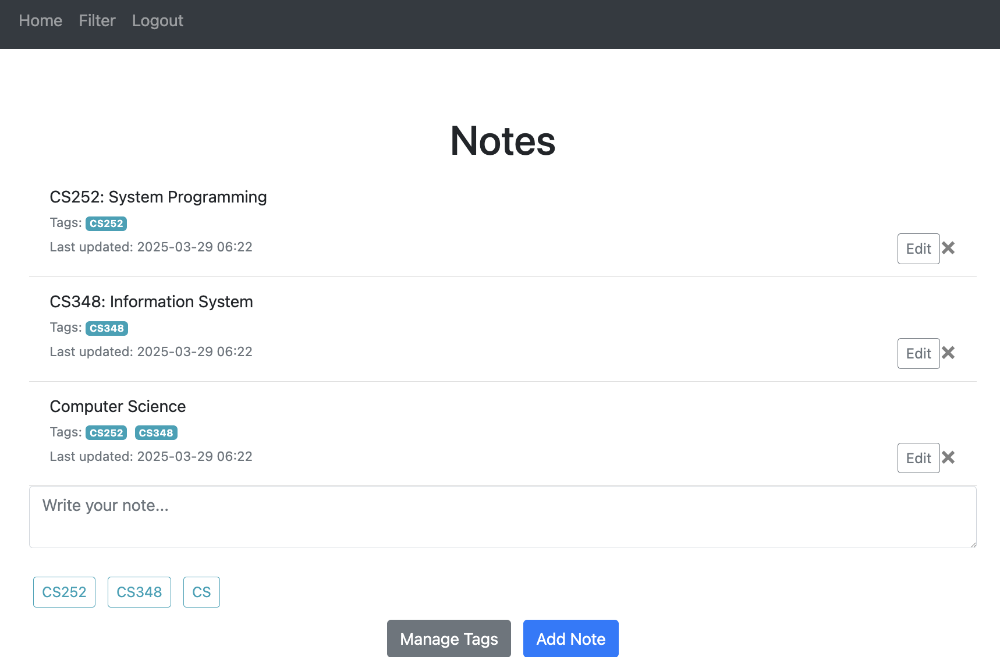 Home Filter Logout
Notes
CS252: System Programming
Tags: CS252
Last updated: 2025-03-29 06:22
Edit ✖
CS348: Information System
Tags: CS348
Last updated: 2025-03-29 06:22
Edit ✖
Computer Science
Tags: CS252 CS348
Last updated: 2025-03-29 06:22
Edit ✖
Write your note...
CS252 CS348 CS
Manage Tags Add Note